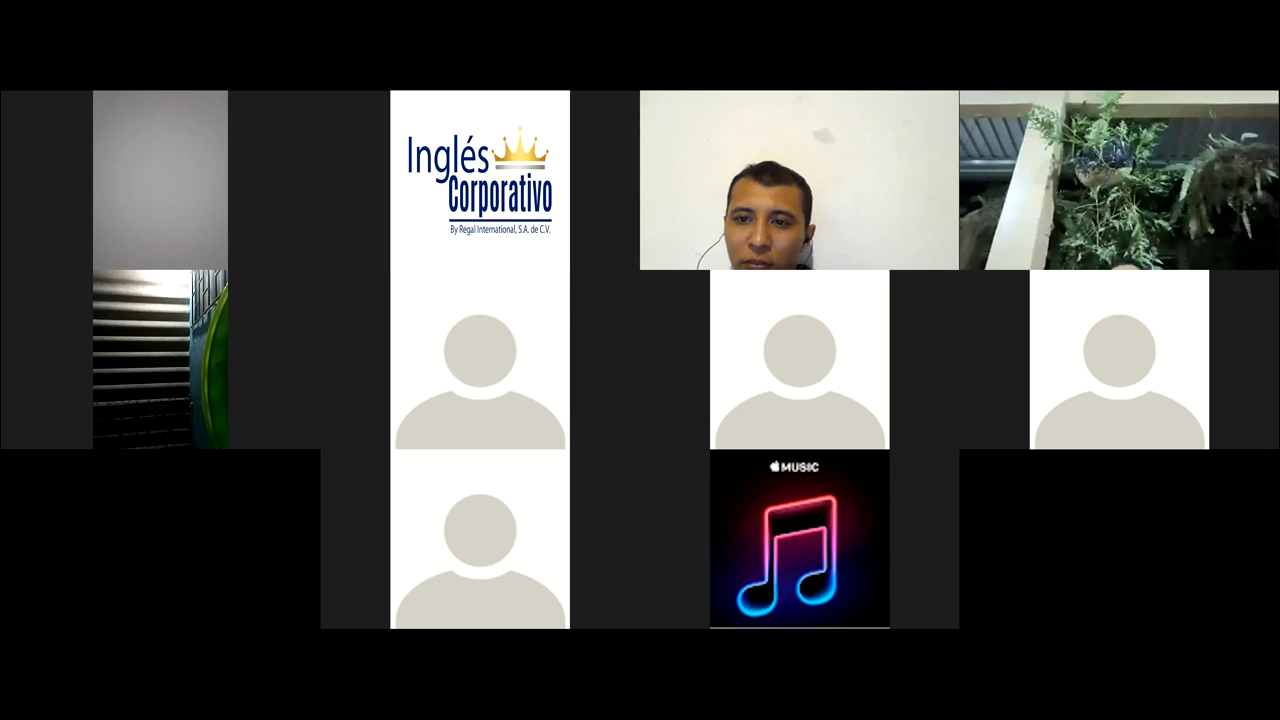 Inglés
Corporativo
By Regal International, S.A. de C.V.
MUSIC